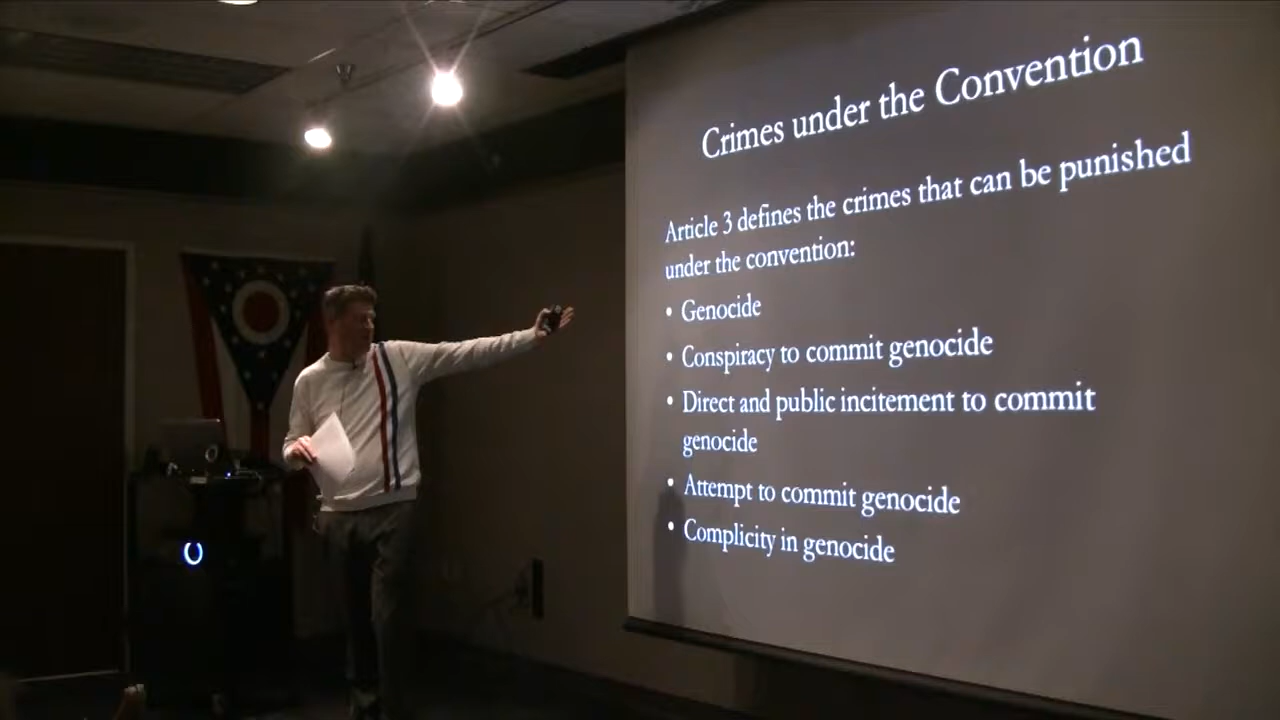 Crimes under the Convention
Article 3 defines the crimes that can be punished
under the convention:
• Genocide
• Conspiracy to commit genocide
• Direct and public incitement to commit
genocide
• Attempt to commit genocide
• Complicity in genocide